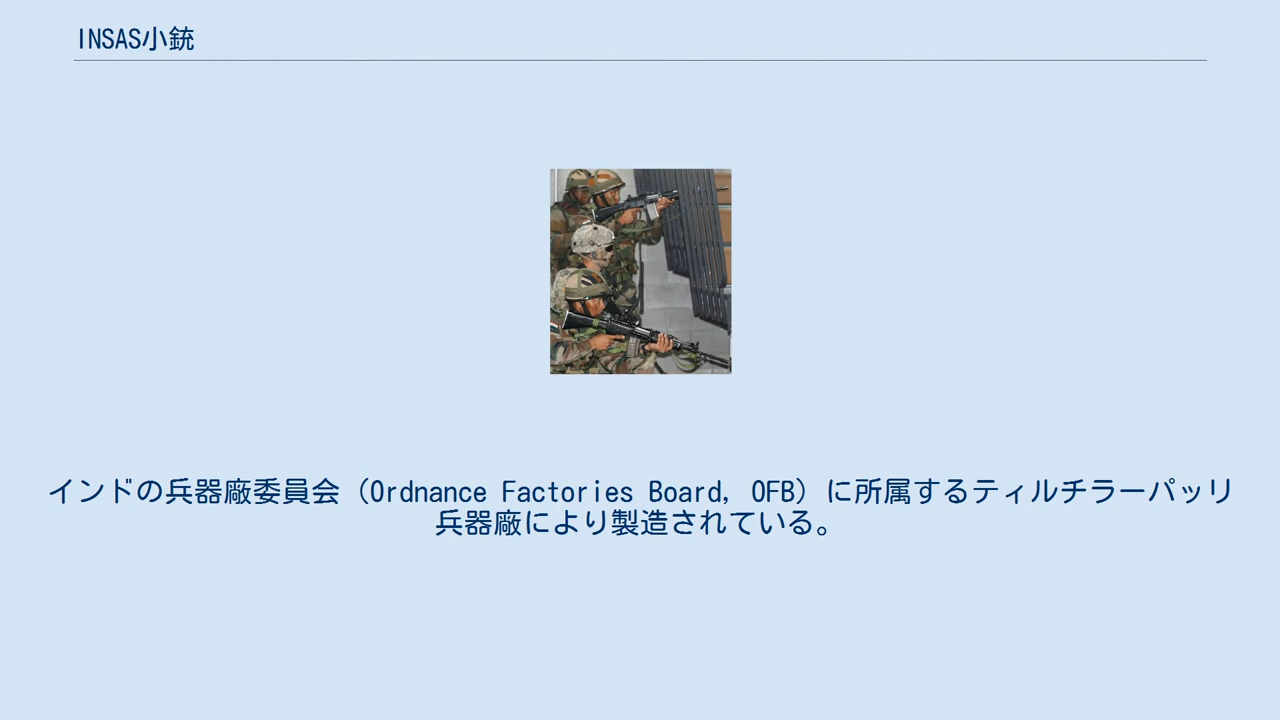 INSAS小銃
インドの兵器廠委員会（Ordnance Factories Board, OFB）に所属するティルチラーパッリ
兵器廠により製造されている。